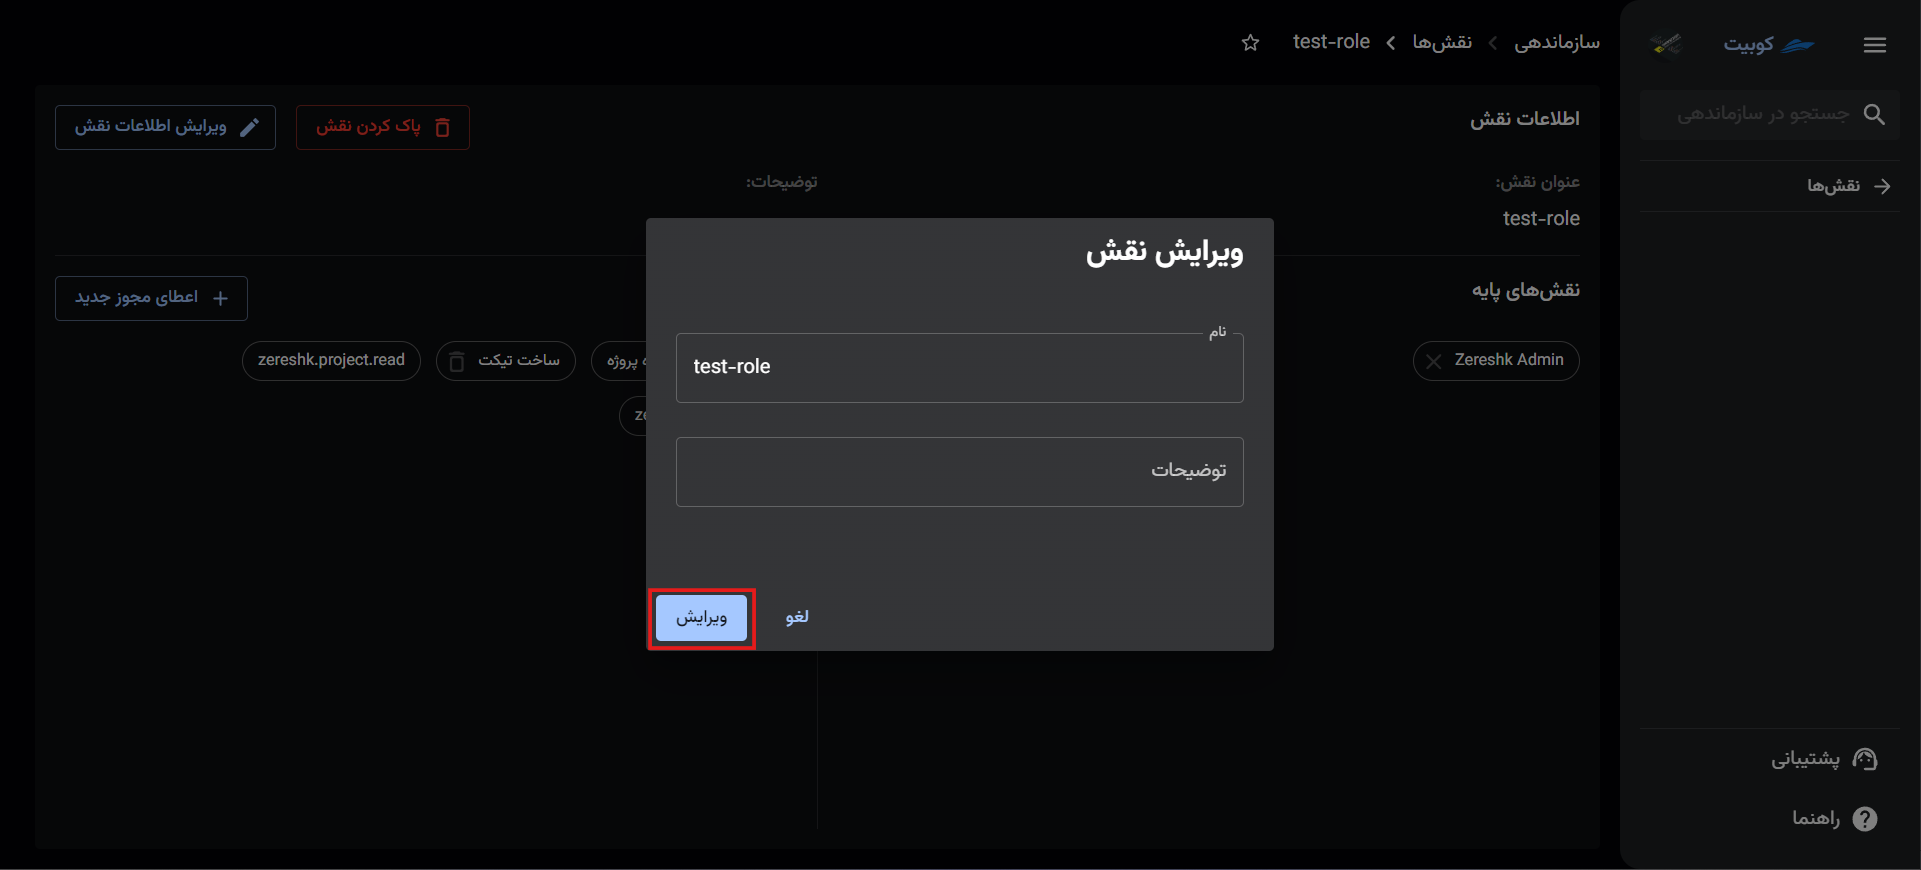 کوبیت
جستجو در سازماندهی
نقش‌ها
پشتیبانی
راهنما
سازماندهی
نقش‌ها
test-role
اطلاعات نقش
پاک کردن نقش
ویرایش اطلاعات نقش
عنوان نقش:
test-role
توضیحات:
نقش‌های پایه
Zereshk Admin
اعطای مجوز جدید
پروژه
ساخت تیکت
zereshk.project.read
ویرایش نقش
نام
test-role
توضیحات
لغو
ویرایش